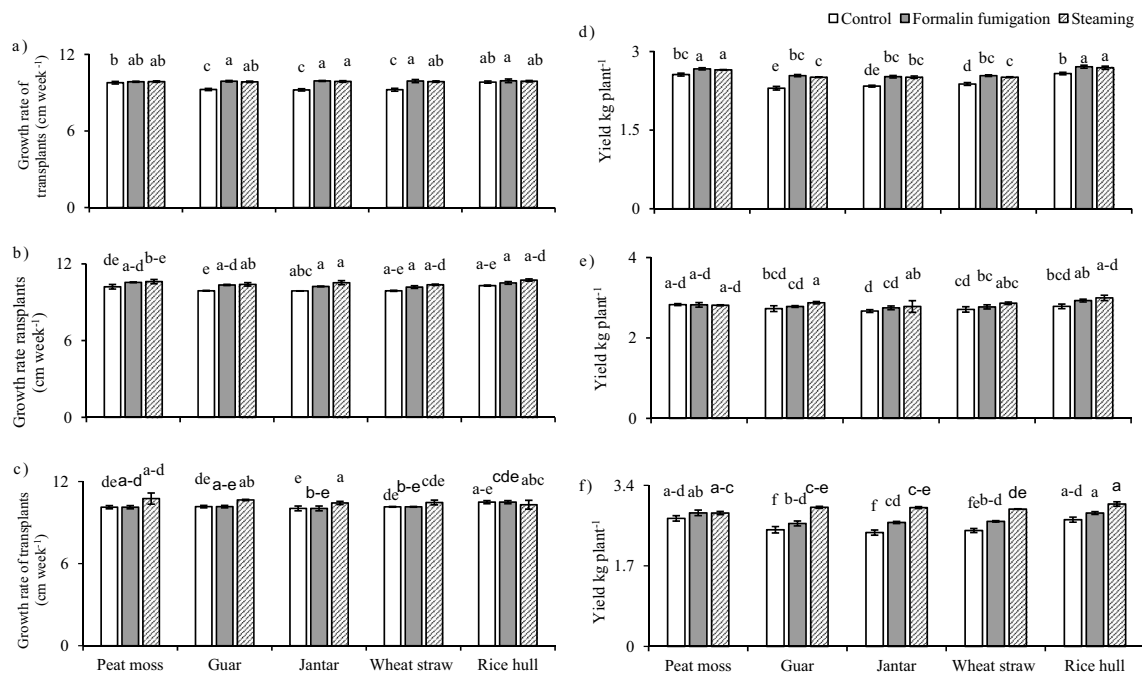 Control Formalin fumigation Steaming
a)
Growth rate of
transplants (cm week⁻¹)
12
6
0
b ab ab c a ab c a a c a ab ab a ab
b)
Growth rate ransplants
(cm week⁻¹)
12
6
0
de a-d b-e e a-d ab abc a a a-e a a-d a-e a a-d
c)
Growth rate of transplants
(cm week⁻¹)
12
6
0
de a-d a-d de a-e ab e b-e a de b-e cde a-e cde abc
Peat moss Guar Jantar Wheat straw Rice hull
d)
Yield kg plant⁻¹
3
1.5
0
bc a a e bc c de bc bc d bc c b a a
e)
Yield kg plant⁻¹
4
2
0
a-d a-d a-d bcd cd a d cd ab cd bc abc bcd ab a-d
f)
Yield kg plant⁻¹
3.4
1.7
0
a-d ab a-c f b-d c-e f cd c-e fe b-d de a-d a a
Peat moss Guar Jantar Wheat straw Rice hull